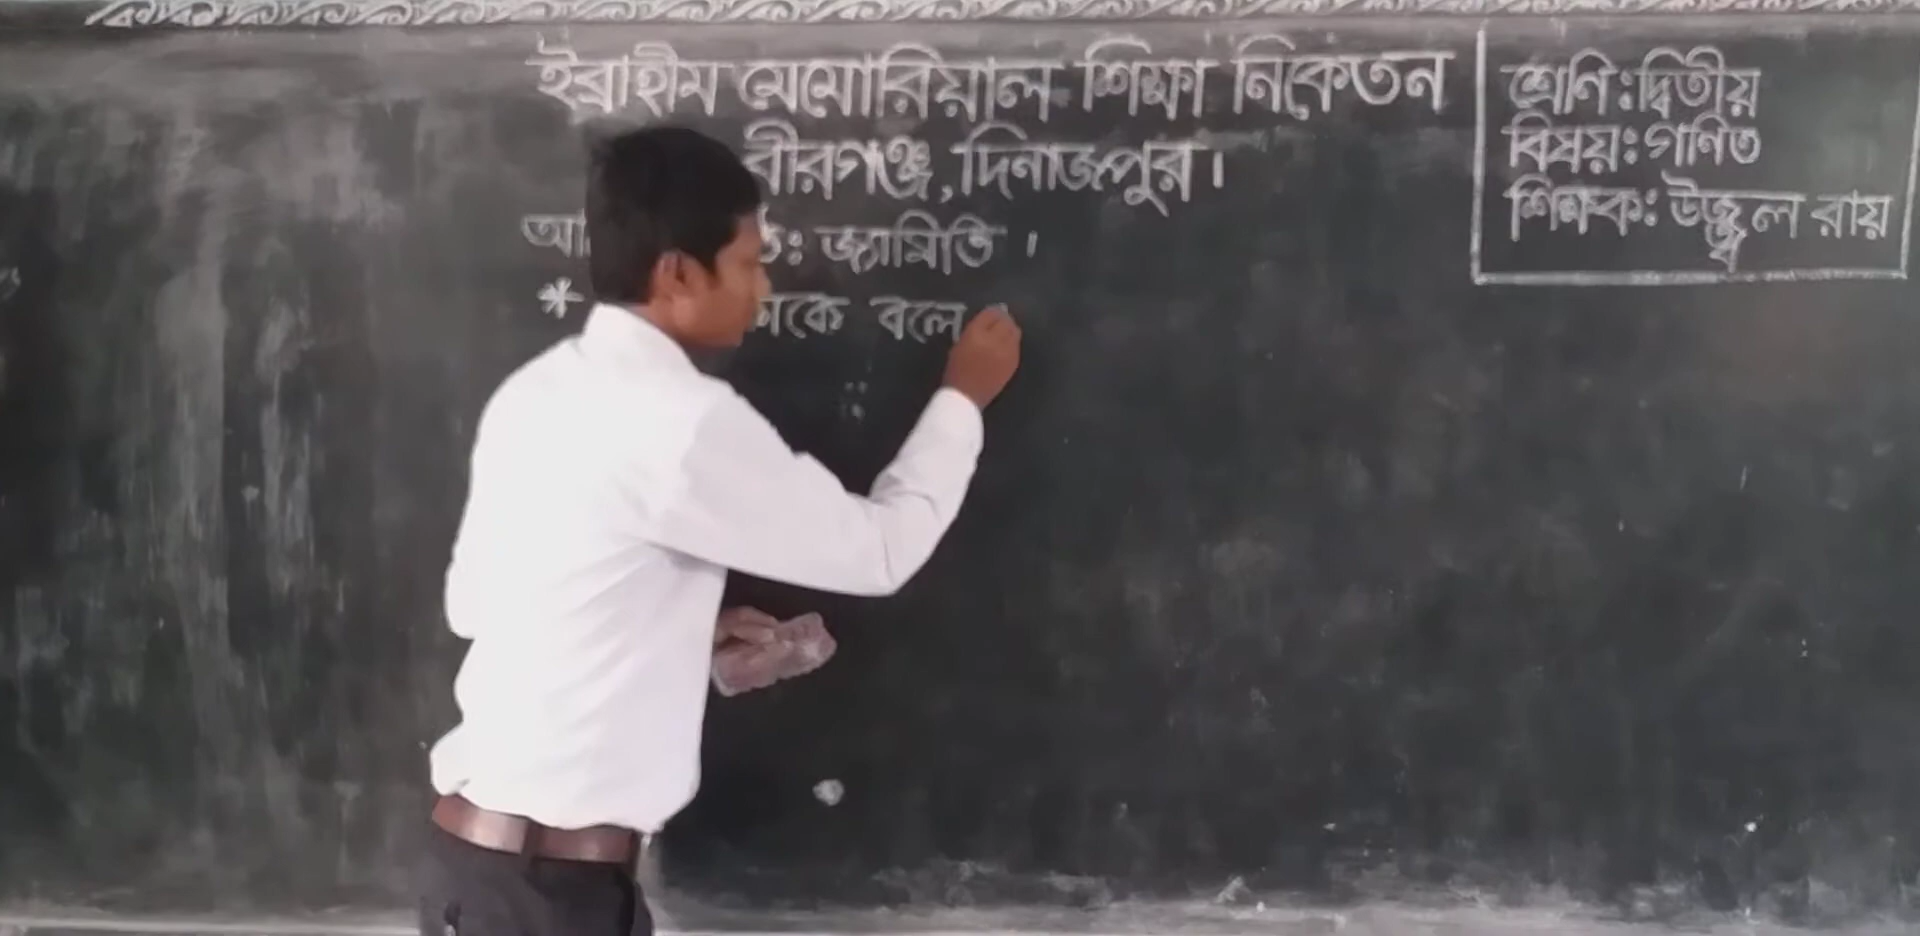 ইব্রাহীম মেমোরিয়াল শিক্ষা নিকেতন
বীরগঞ্জ, দিনাজপুর।
জ্যামিতি।
* কাকে বলে
শ্রেণি: দ্বিতীয়
বিষয়: গণিত
শিক্ষক: উজ্জ্বল রায়